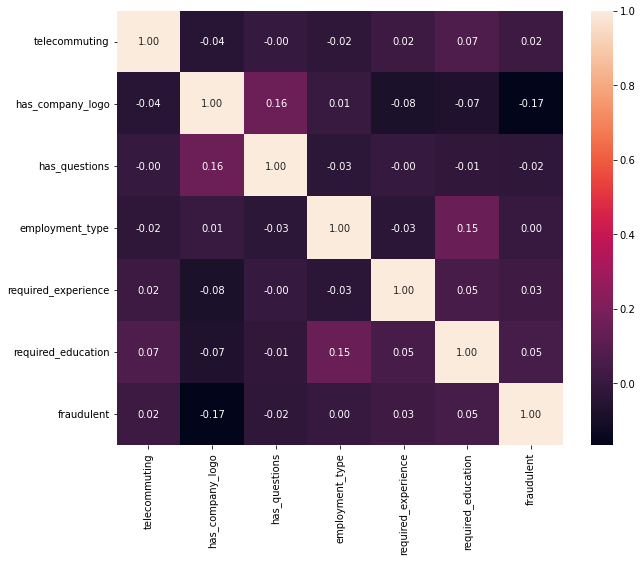 telecommuting 1.00 -0.04 -0.00 -0.02 0.02 0.07 0.02
has_company_logo -0.04 1.00 0.16 0.01 -0.08 -0.07 -0.17
has_questions -0.00 0.16 1.00 -0.03 -0.00 -0.01 -0.02
employment_type -0.02 0.01 -0.03 1.00 -0.03 0.15 0.00
required_experience 0.02 -0.08 -0.00 -0.03 1.00 0.05 0.03
required_education 0.07 -0.07 -0.01 0.15 0.05 1.00 0.05
fraudulent 0.02 -0.17 -0.02 0.00 0.03 0.05 1.00
telecommuting
has_company_logo
has_questions
employment_type
required_experience
required_education
fraudulent
1.0
0.8
0.6
0.4
0.2
0.0